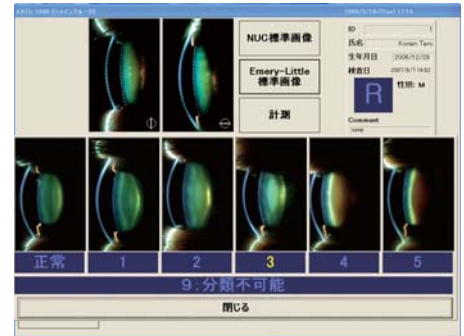 NUC標準画像
Emery-Little
標準画像
計測
ID 1
氏名 Konan Taro
生年月日 2006/12/28
検査日
R
性別: M
Comment
正常 1 2 3 4 5
9:分類不可能
閉じる